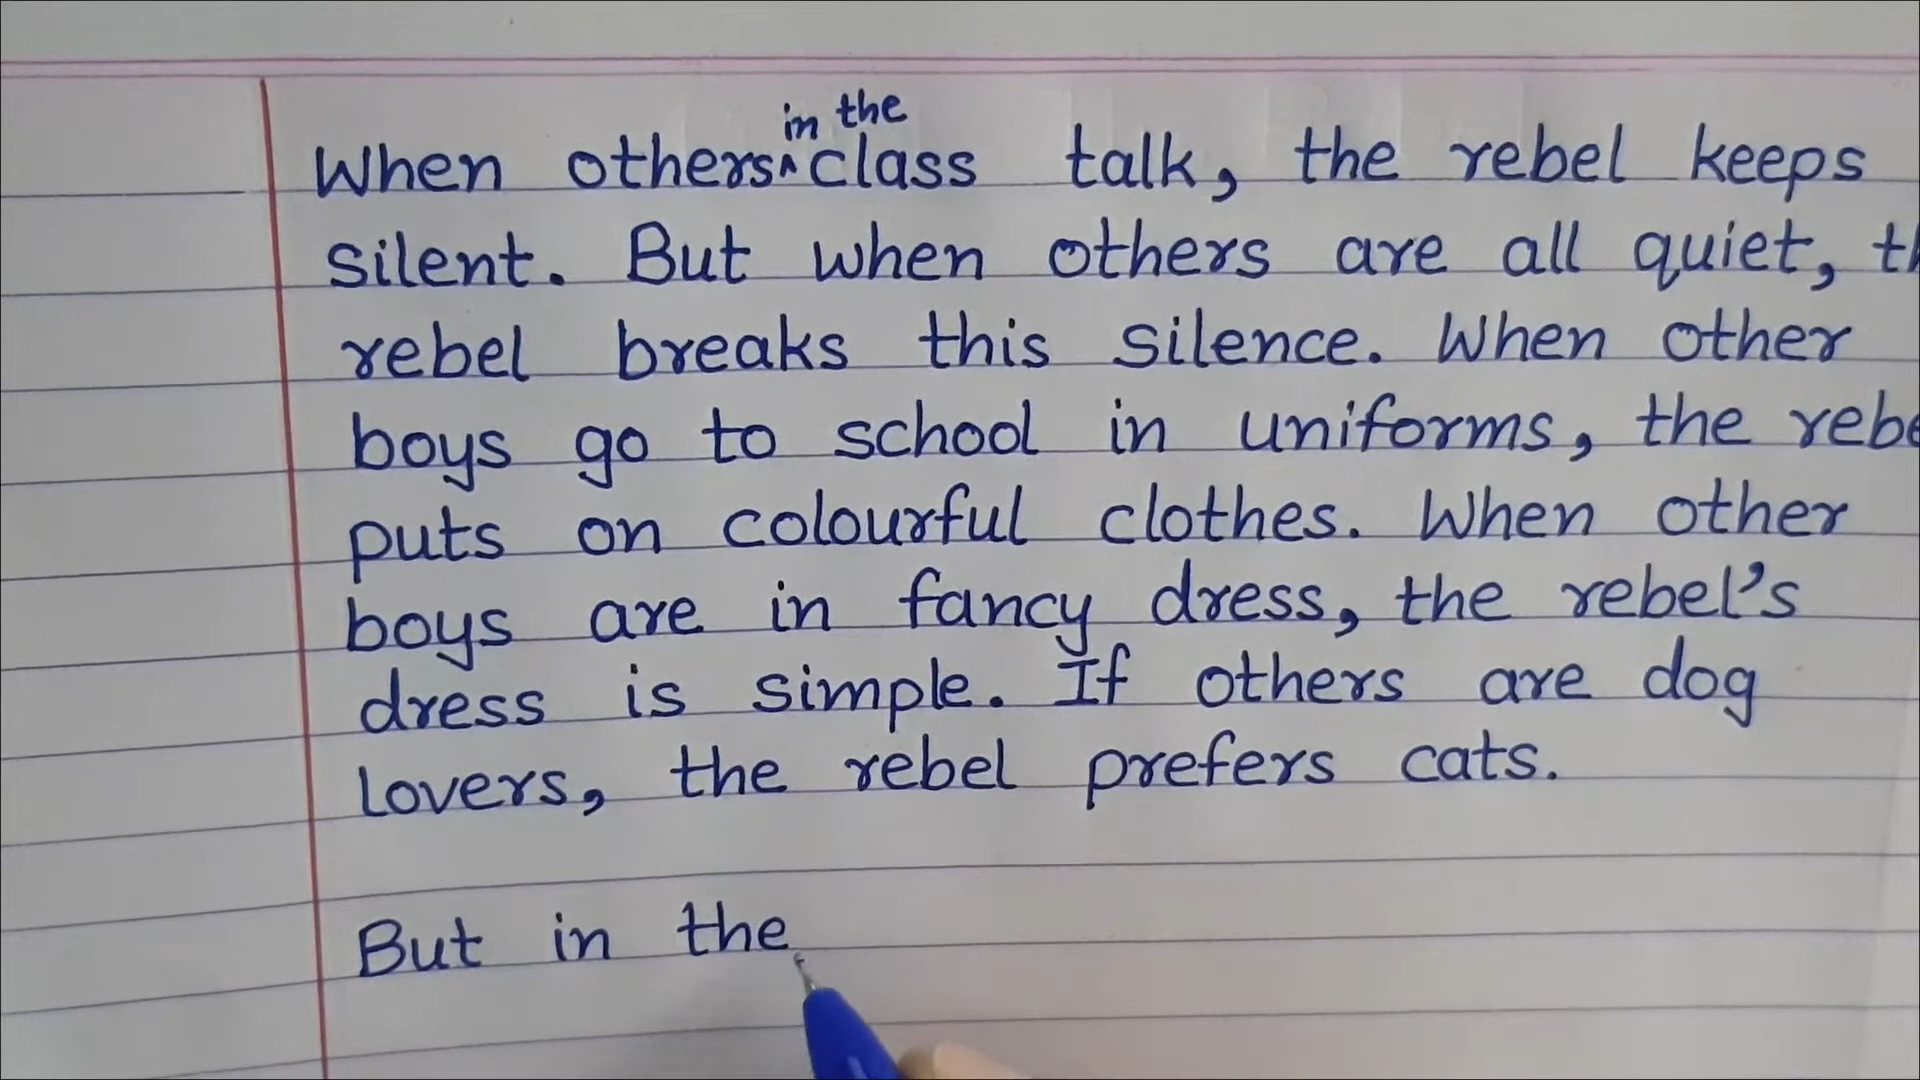 When others ^ in the class talk, the rebel keeps
silent. But when others are all quiet, th
rebel breaks this silence. When other
boys go to school in uniforms, the rebe
puts on colourful clothes. When other
boys are in fancy dress, the rebel's
dress is simple. If others are dog
lovers, the rebel prefers cats.
But in the